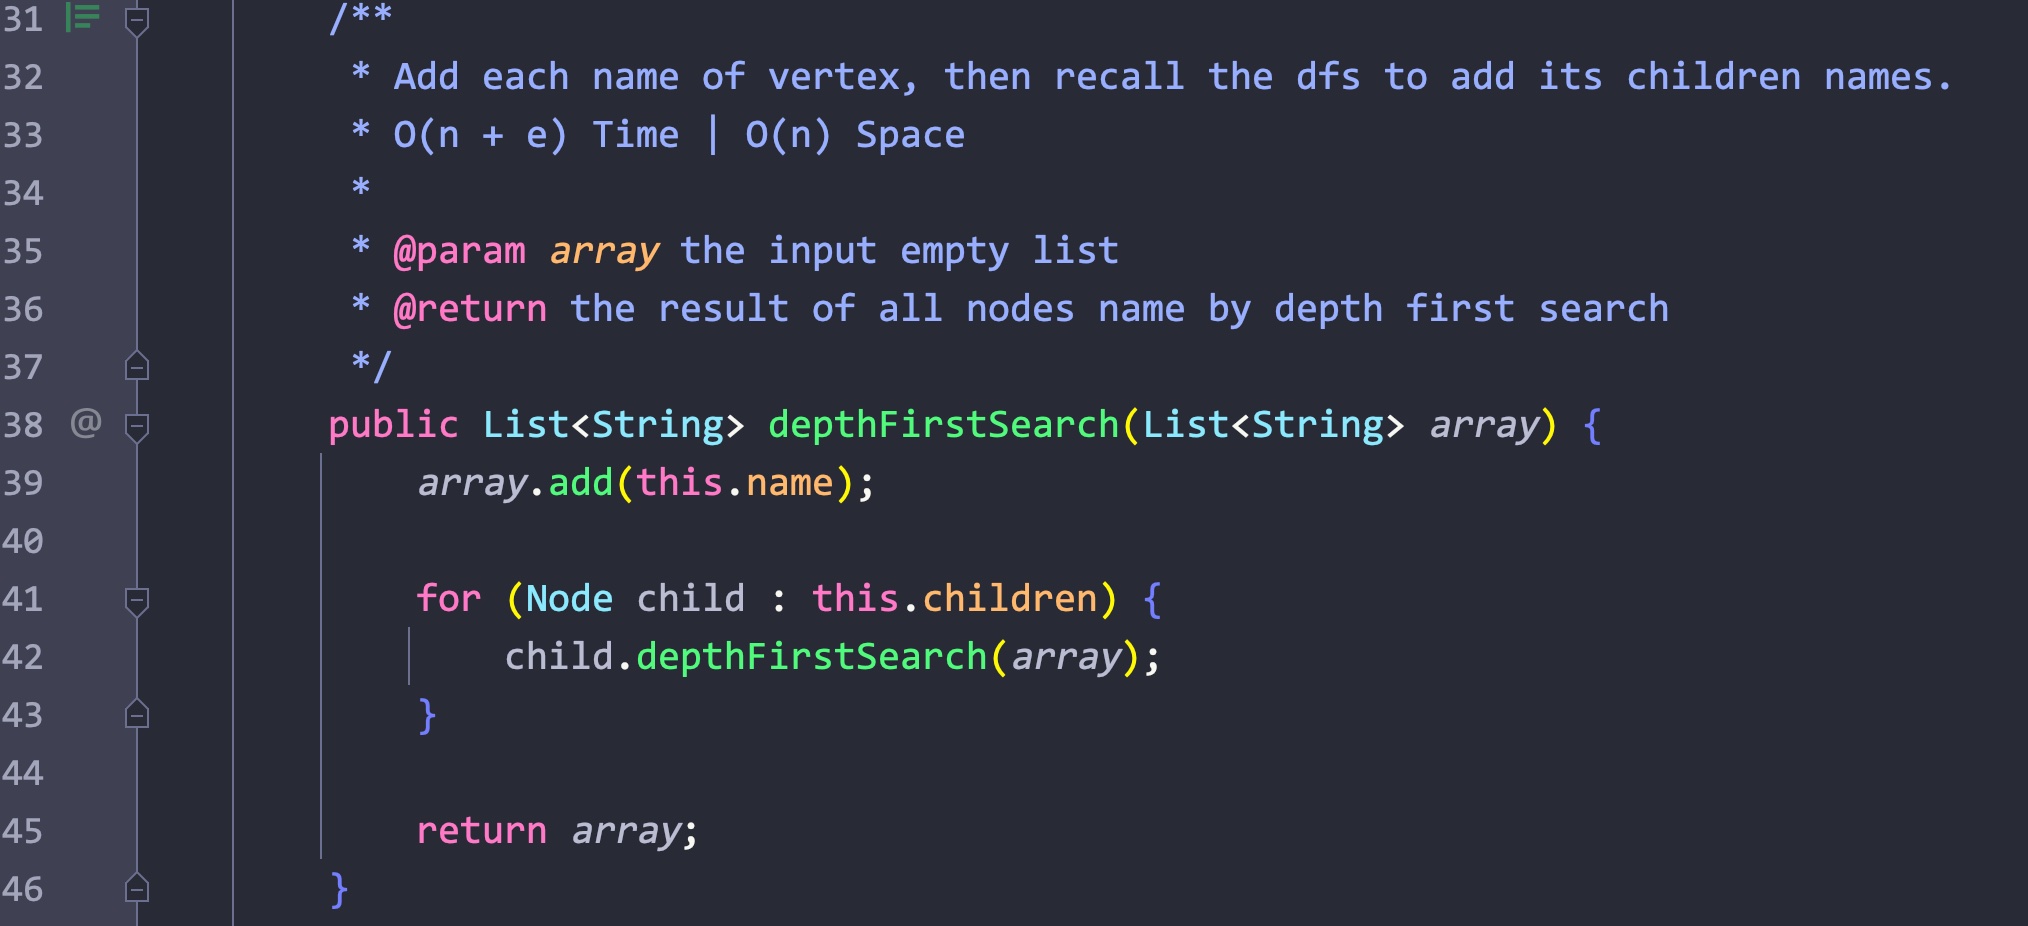 31 /**
32 * Add each name of vertex, then recall the dfs to add its children names.
33 * O(n + e) Time | O(n) Space
34 *
35 * @param array the input empty list
36 * @return the result of all nodes name by depth first search
37 */
38 @ public List<String> depthFirstSearch(List<String> array) {
39 array.add(this.name);
40
41 for (Node child : this.children) {
42 child.depthFirstSearch(array);
43 }
44
45 return array;
46 }